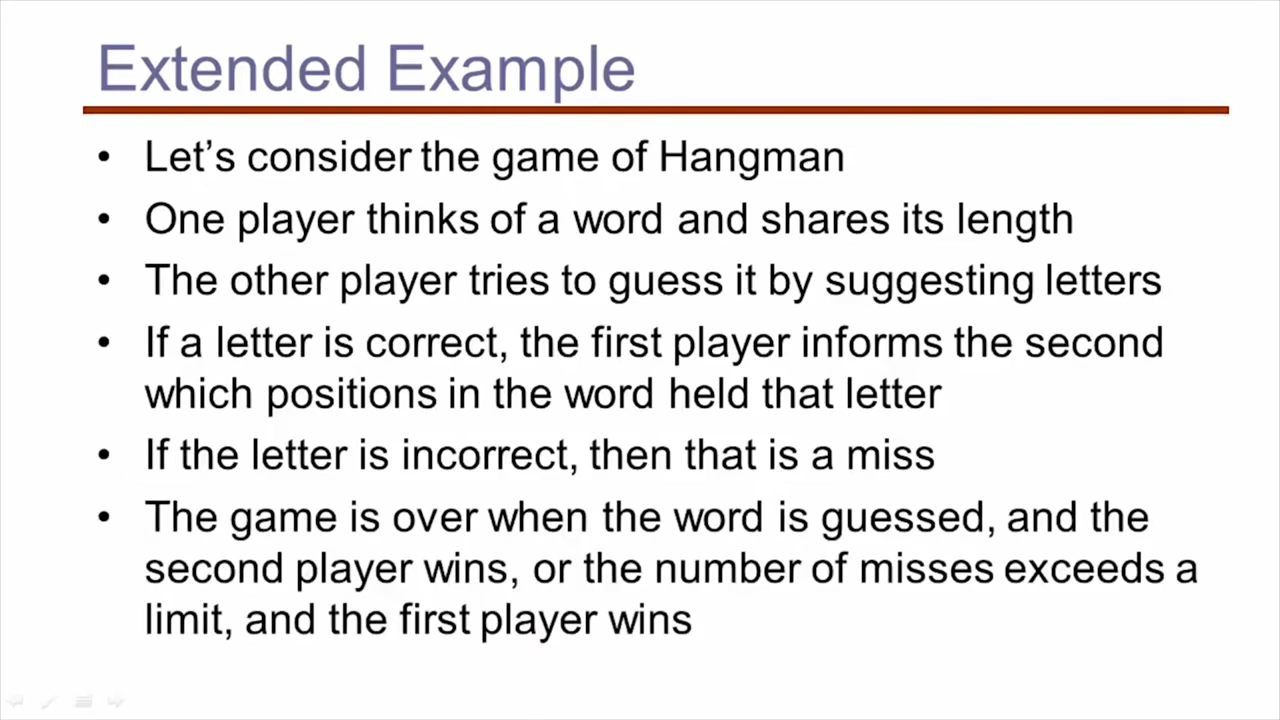 Extended Example
• Let's consider the game of Hangman
• One player thinks of a word and shares its length
• The other player tries to guess it by suggesting letters
• If a letter is correct, the first player informs the second
which positions in the word held that letter
• If the letter is incorrect, then that is a miss
• The game is over when the word is guessed, and the
second player wins, or the number of misses exceeds a
limit, and the first player wins